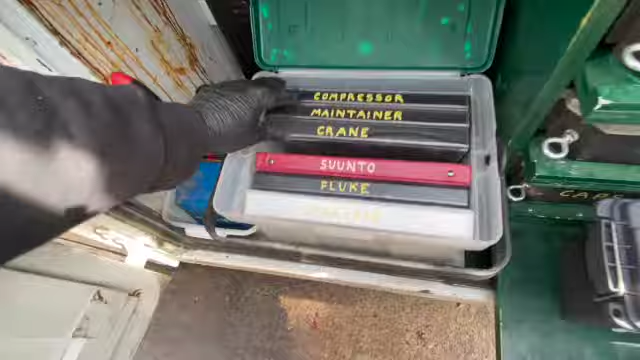 COMPRESSOR
MAINTAINER
CRANE
SUUNTO
FLUKE